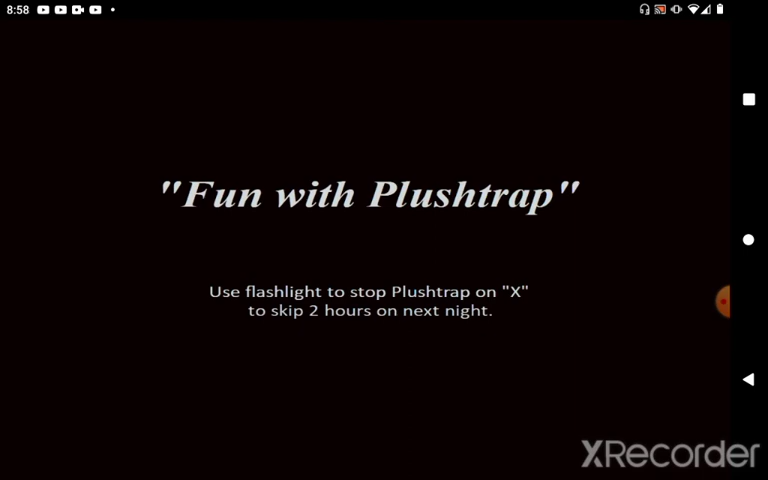 8:58
"Fun with Plushtrap"
Use flashlight to stop Plushtrap on "X"
to skip 2 hours on next night.
XRecorder